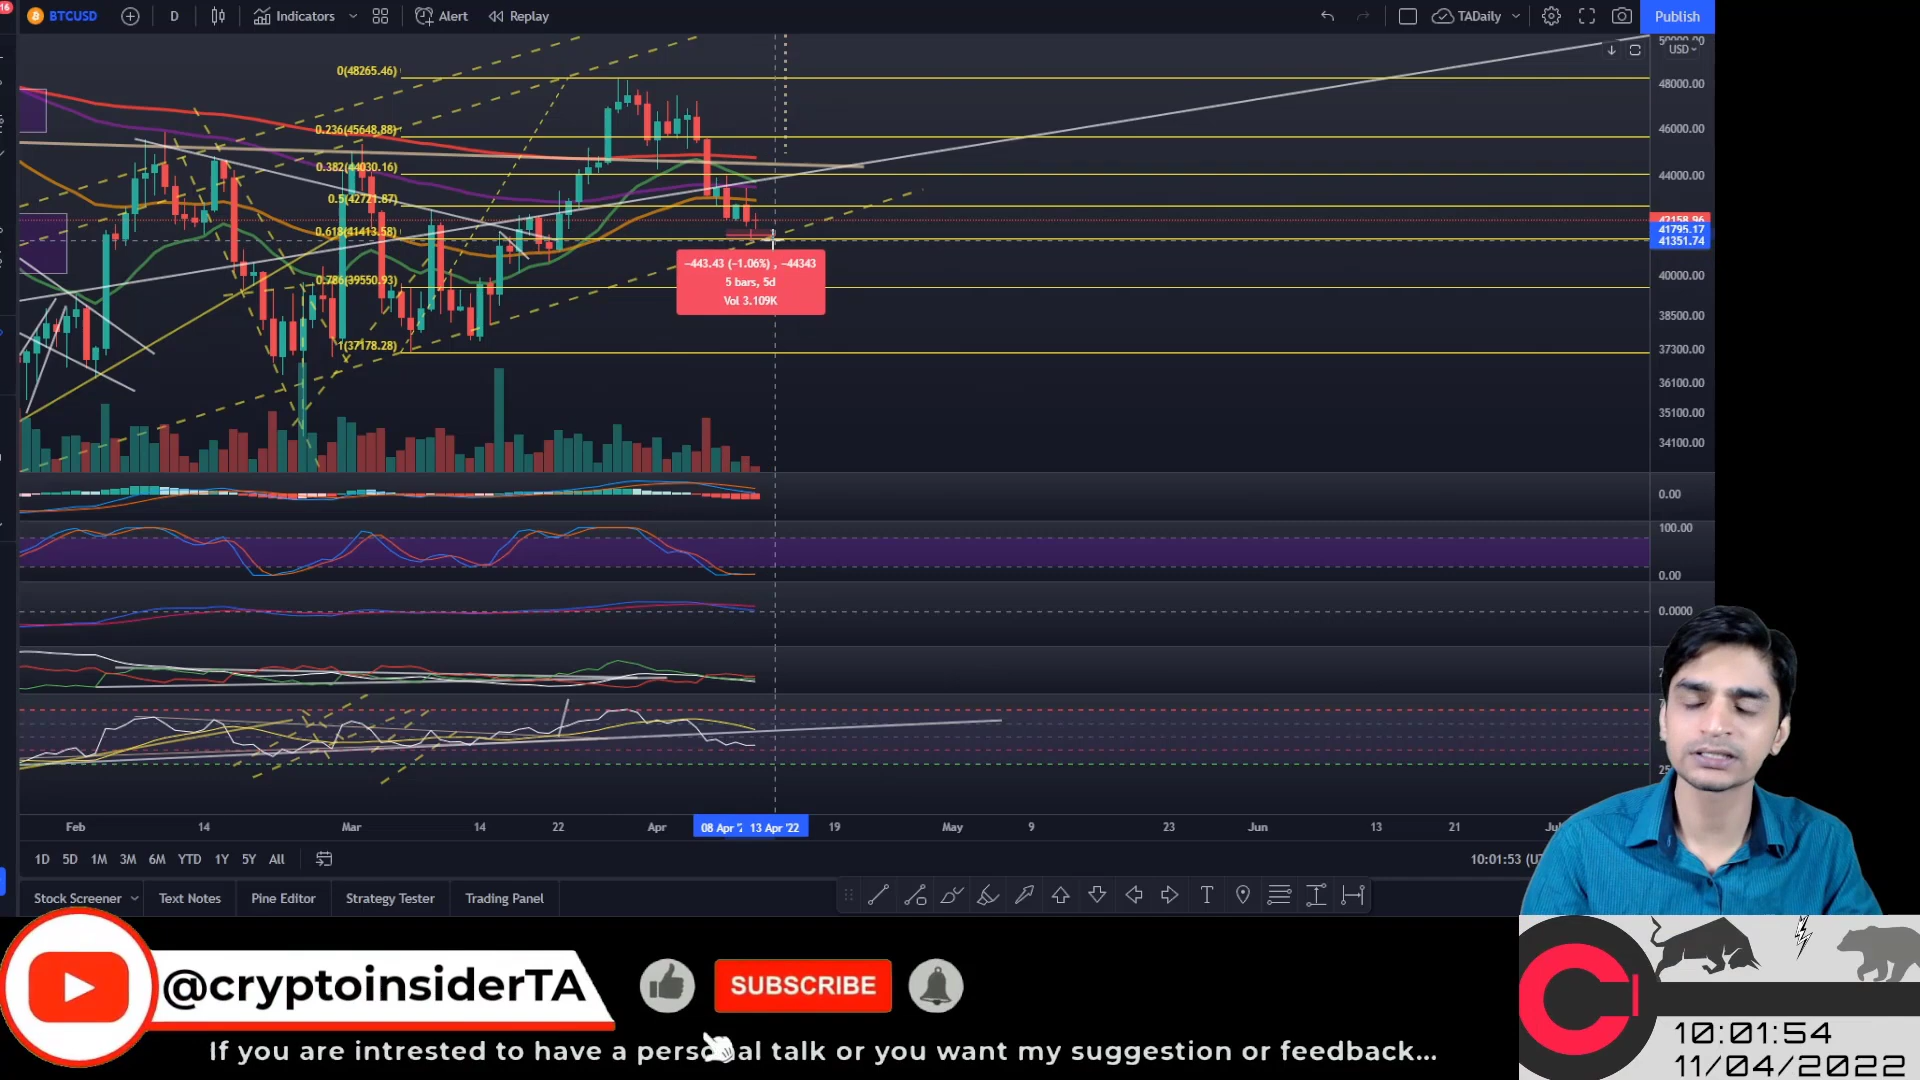 16
BTCUSD
D
Indicators
Alert
Replay
TADaily
Publish
USD
0(48265.46)
0.236(45648.88)
0.382(44030.16)
0.5(42721.87)
0.618(41413.58)
0.786(39550.93)
1(37178.28)
48000.00
46000.00
44000.00
42158.96
41795.17
41351.74
40000.00
38500.00
37300.00
36100.00
35100.00
34100.00
−443.43 (−1.06%) , −44343
5 bars, 5d
Vol 3.109K
0.00
100.00
0.00
0.0000
Feb
14
Mar
14
22
Apr
08 Apr '2
13 Apr '22
19
May
9
23
Jun
13
21
1D
5D
1M
3M
6M
YTD
1Y
5Y
All
10:01:53
Stock Screener
Text Notes
Pine Editor
Strategy Tester
Trading Panel
T
@cryptoinsiderTA
SUBSCRIBE
If you are intrested to have a personal talk or you want my suggestion or feedback...
10:01:54
11/04/2022